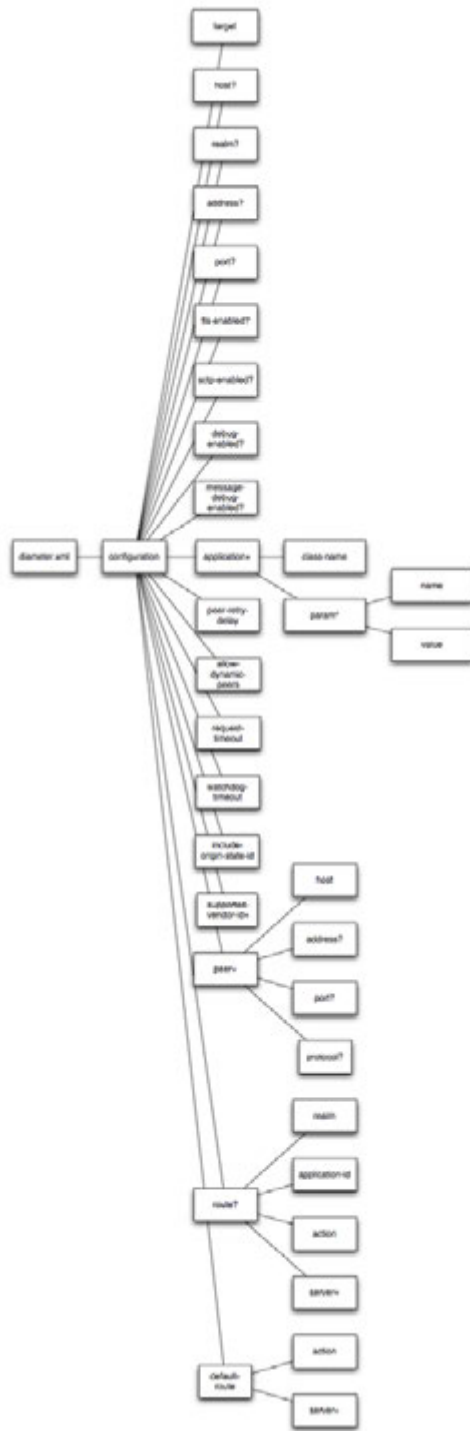 target
host?
realm?
address?
port?
tls-enabled?
sctp-enabled?
debug-
enabled?
message-
debug-
enabled?
diameter.xml
configuration
application+
class-name
name
peer-retry-
delay
param*
value
allow-
dynamic-
peers
request-
timeout
watchdog-
timeout
include-
origin-state-id
supported-
vendor-id+
host
address?
peer+
port?
protocol?
realm
application-id
route?
action
server+
action
default-
route
server+